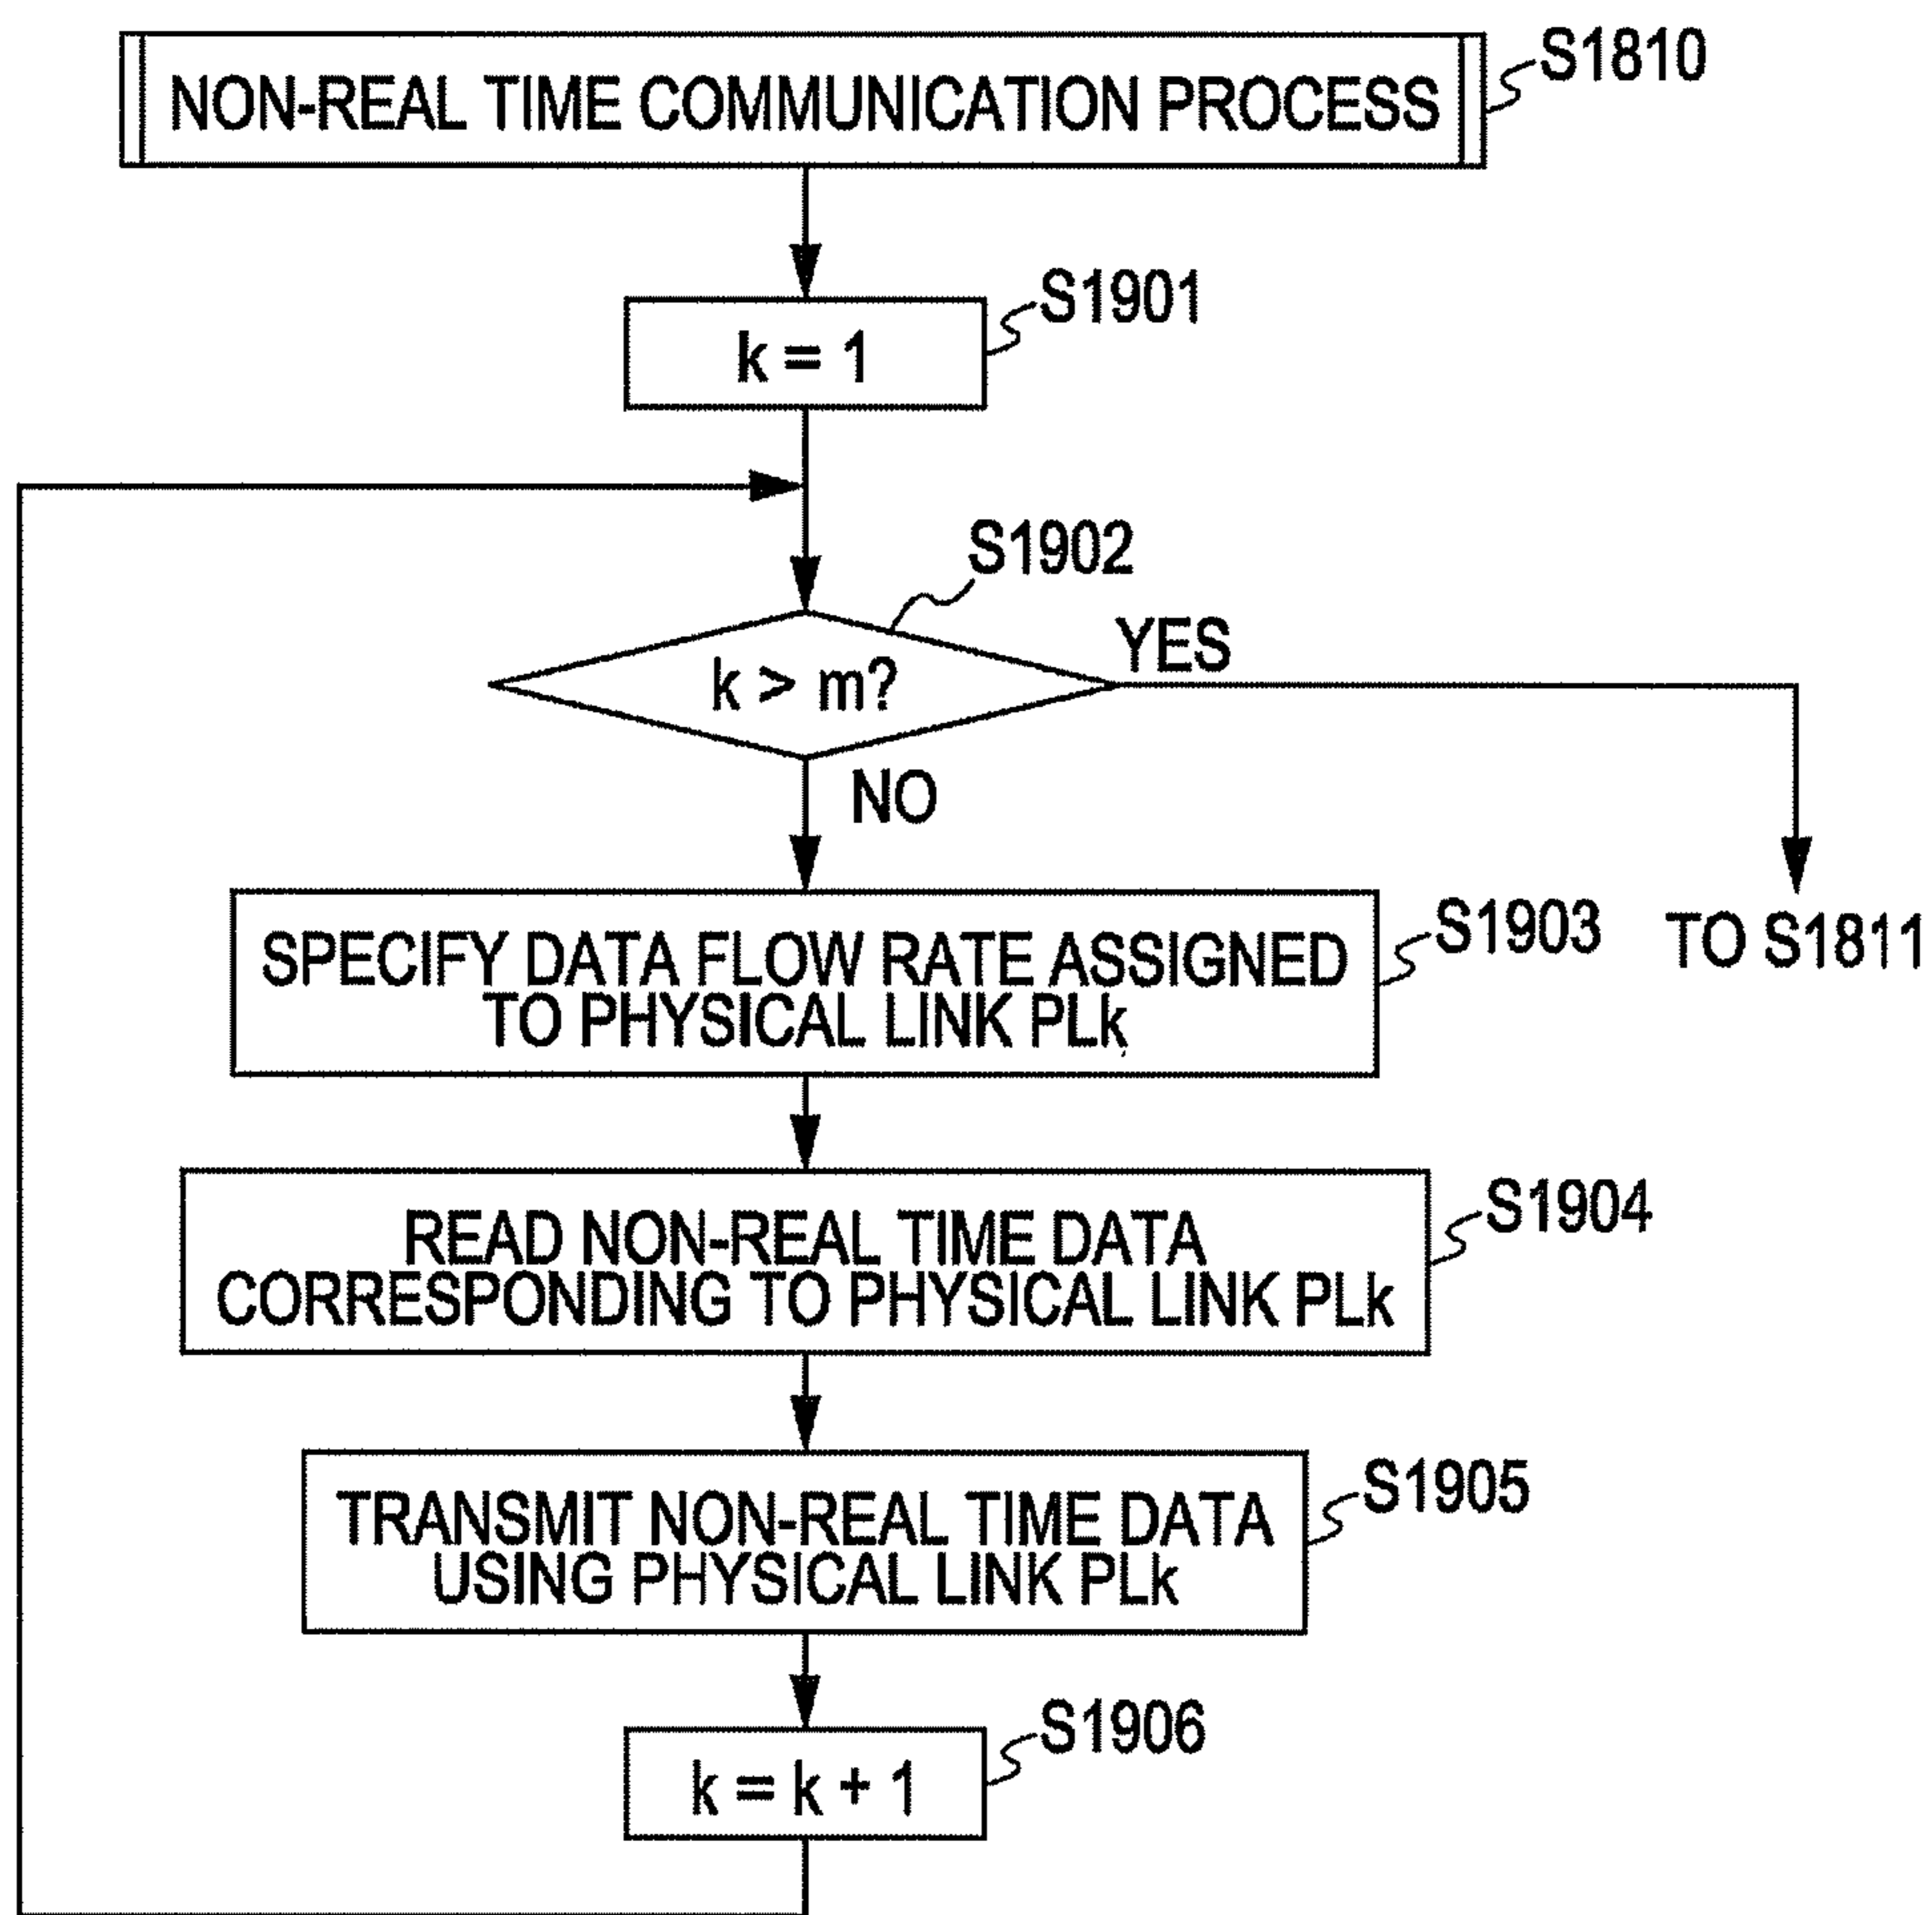 NON-REAL TIME COMMUNICATION PROCESS
S1810
S1901
k = 1
S1902
k > m?
YES
NO
S1903
SPECIFY DATA FLOW RATE ASSIGNED
TO PHYSICAL LINK PLk
TO S1811
S1904
READ NON-REAL TIME DATA
CORRESPONDING TO PHYSICAL LINK PLk
S1905
TRANSMIT NON-REAL TIME DATA
USING PHYSICAL LINK PLk
S1906
k = k + 1